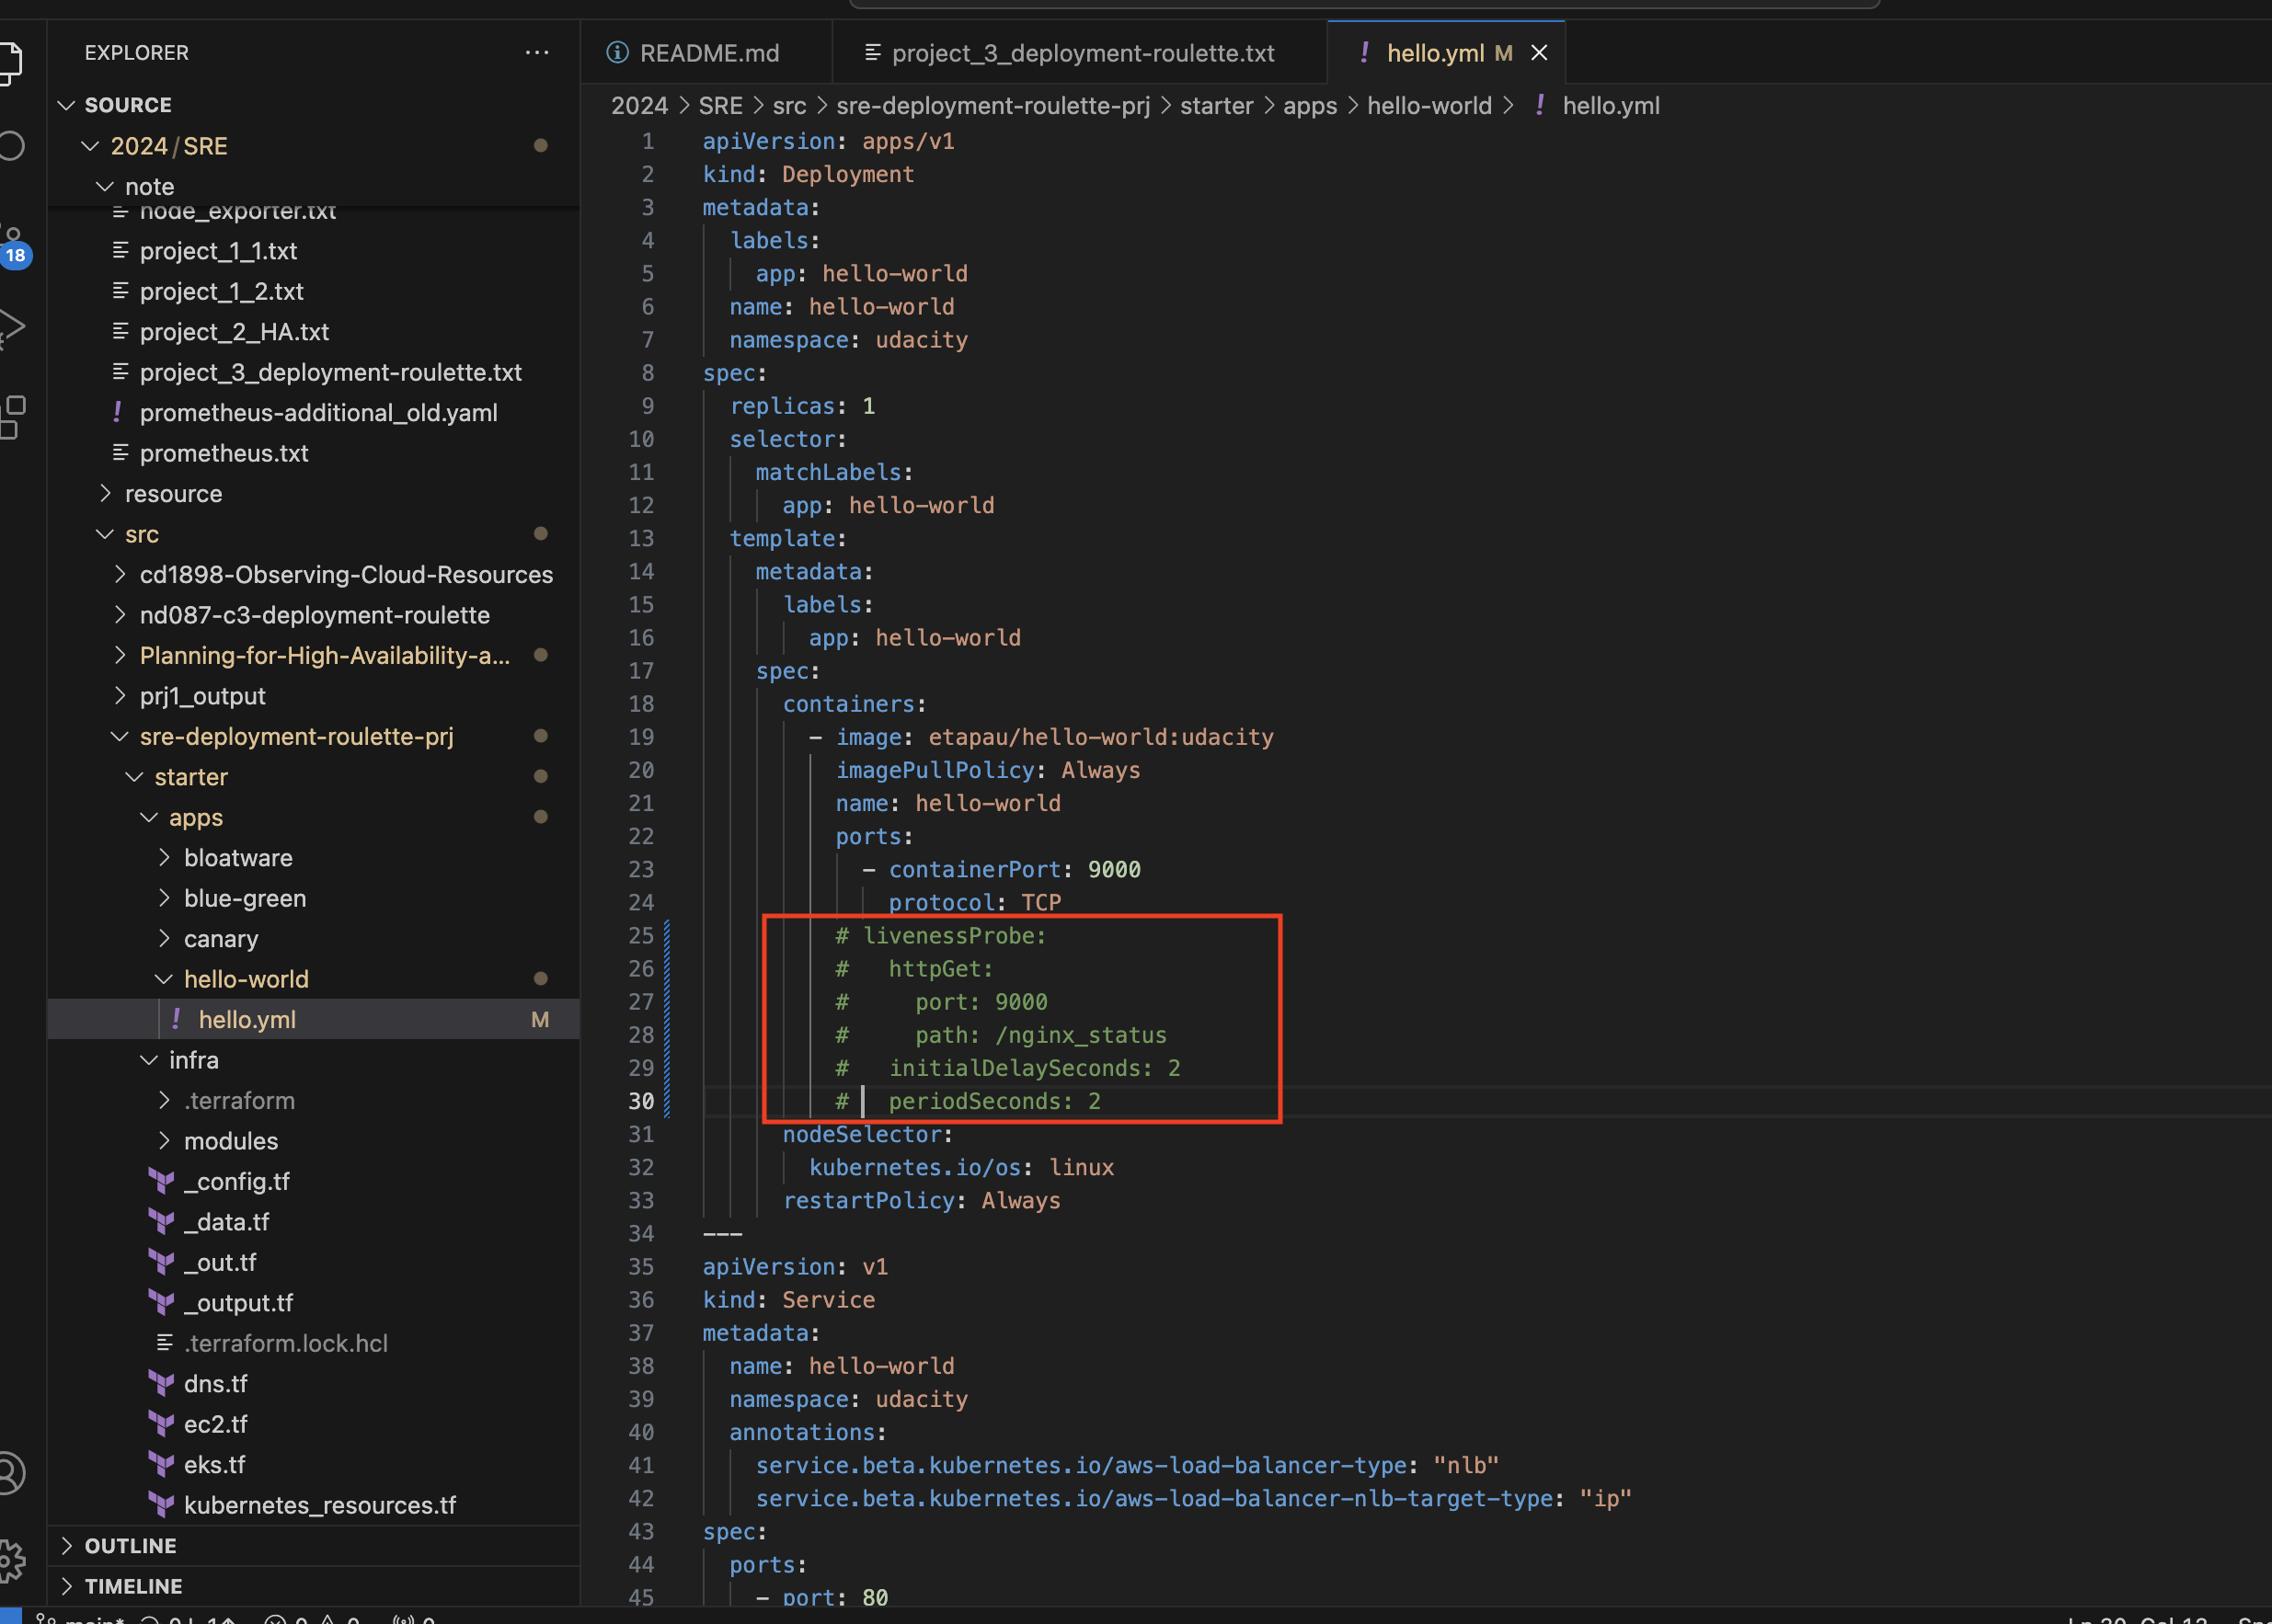 EXPLORER
···
SOURCE
2024/SRE
note
node_exporter.txt
project_1_1.txt
project_1_2.txt
project_2_HA.txt
project_3_deployment-roulette.txt
! prometheus-additional_old.yaml
prometheus.txt
resource
src
cd1898-Observing-Cloud-Resources
nd087-c3-deployment-roulette
Planning-for-High-Availability-a...
prj1_output
sre-deployment-roulette-prj
starter
apps
bloatware
blue-green
canary
hello-world
! hello.yml M
infra
.terraform
modules
_config.tf
_data.tf
_out.tf
_output.tf
.terraform.lock.hcl
dns.tf
ec2.tf
eks.tf
kubernetes_resources.tf
OUTLINE
TIMELINE
18
README.md
project_3_deployment-roulette.txt
! hello.yml M
2024 > SRE > src > sre-deployment-roulette-prj > starter > apps > hello-world > ! hello.yml
1 apiVersion: apps/v1
2 kind: Deployment
3 metadata:
4 labels:
5 app: hello-world
6 name: hello-world
7 namespace: udacity
8 spec:
9 replicas: 1
10 selector:
11 matchLabels:
12 app: hello-world
13 template:
14 metadata:
15 labels:
16 app: hello-world
17 spec:
18 containers:
19 - image: etapau/hello-world:udacity
20 imagePullPolicy: Always
21 name: hello-world
22 ports:
23 - containerPort: 9000
24 protocol: TCP
25 # livenessProbe:
26 # httpGet:
27 # port: 9000
28 # path: /nginx_status
29 # initialDelaySeconds: 2
30 # periodSeconds: 2
31 nodeSelector:
32 kubernetes.io/os: linux
33 restartPolicy: Always
34 ---
35 apiVersion: v1
36 kind: Service
37 metadata:
38 name: hello-world
39 namespace: udacity
40 annotations:
41 service.beta.kubernetes.io/aws-load-balancer-type: "nlb"
42 service.beta.kubernetes.io/aws-load-balancer-nlb-target-type: "ip"
43 spec:
44 ports:
45 - port: 80